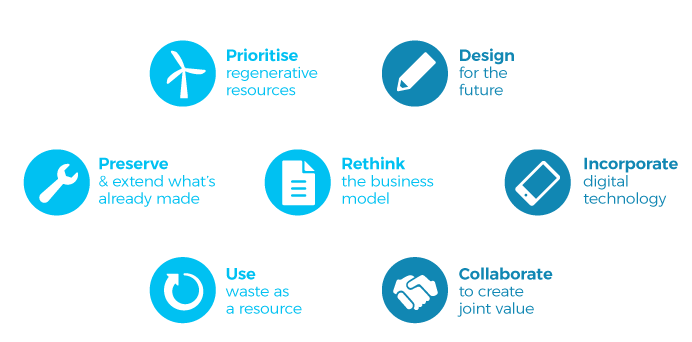 Prioritise
regenerative
resources
Design
for the
future
Preserve
& extend what's
already made
Rethink
the business
model
Incorporate
digital
technology
Use
waste as
a resource
Collaborate
to create
joint value